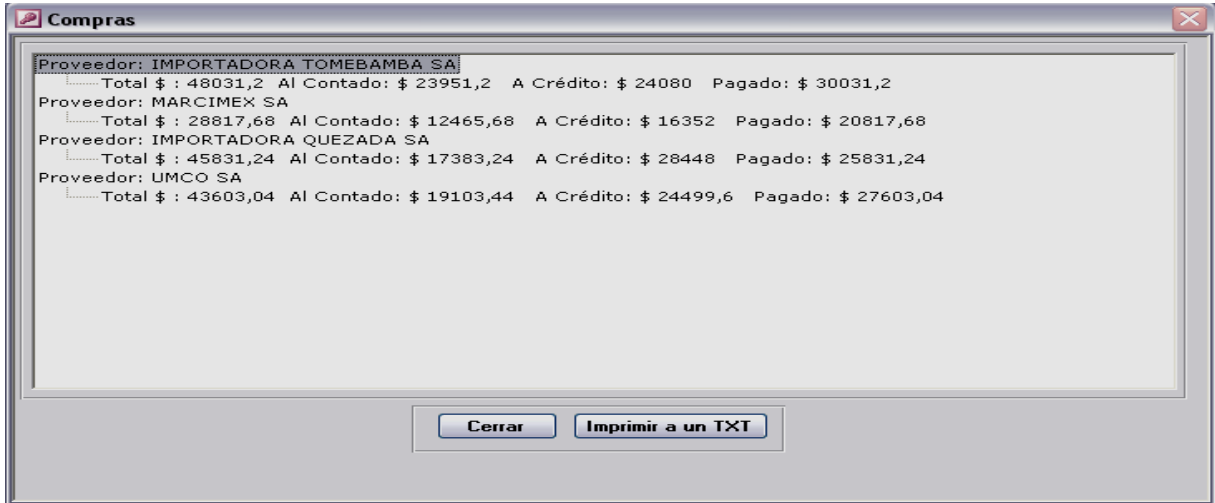 Compras
Proveedor: IMPORTADORA TOMEBAMBA SA
Total $ : 48031,2 Al Contado: $ 23951,2 A Crédito: $ 24080 Pagado: $ 30031,2
Proveedor: MARCIMEX SA
Total $ : 28817,68 Al Contado: $ 12465,68 A Crédito: $ 16352 Pagado: $ 20817,68
Proveedor: IMPORTADORA QUEZADA SA
Total $ : 45831,24 Al Contado: $ 17383,24 A Crédito: $ 28448 Pagado: $ 25831,24
Proveedor: UMCO SA
Total $ : 43603,04 Al Contado: $ 19103,44 A Crédito: $ 24499,6 Pagado: $ 27603,04
Cerrar Imprimir a un TXT